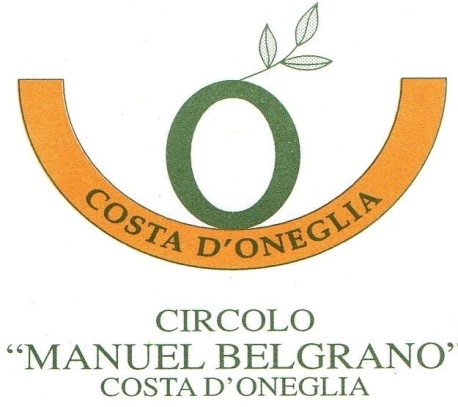 O
COSTA D'ONEGLIA
CIRCOLO
“MANUEL BELGRANO”
COSTA D'ONEGLIA